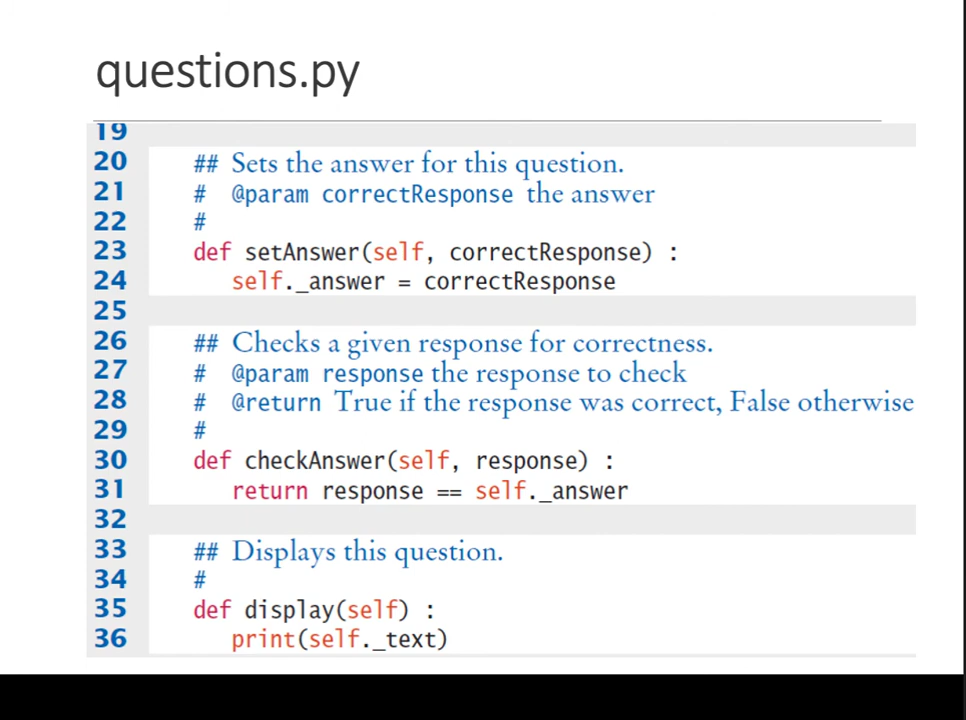 questions.py
19
20 ## Sets the answer for this question.
21 # @param correctResponse the answer
22 #
23 def setAnswer(self, correctResponse) :
24 self._answer = correctResponse
25
26 ## Checks a given response for correctness.
27 # @param response the response to check
28 # @return True if the response was correct, False otherwise
29 #
30 def checkAnswer(self, response) :
31 return response == self._answer
32
33 ## Displays this question.
34 #
35 def display(self) :
36 print(self._text)